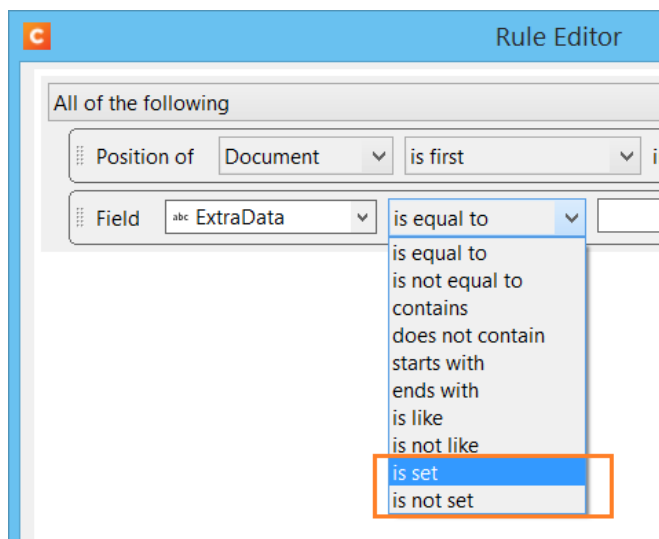 C
Rule Editor
All of the following
Position of Document is first
Field abc ExtraData is equal to
is equal to
is not equal to
contains
does not contain
starts with
ends with
is like
is not like
is set
is not set